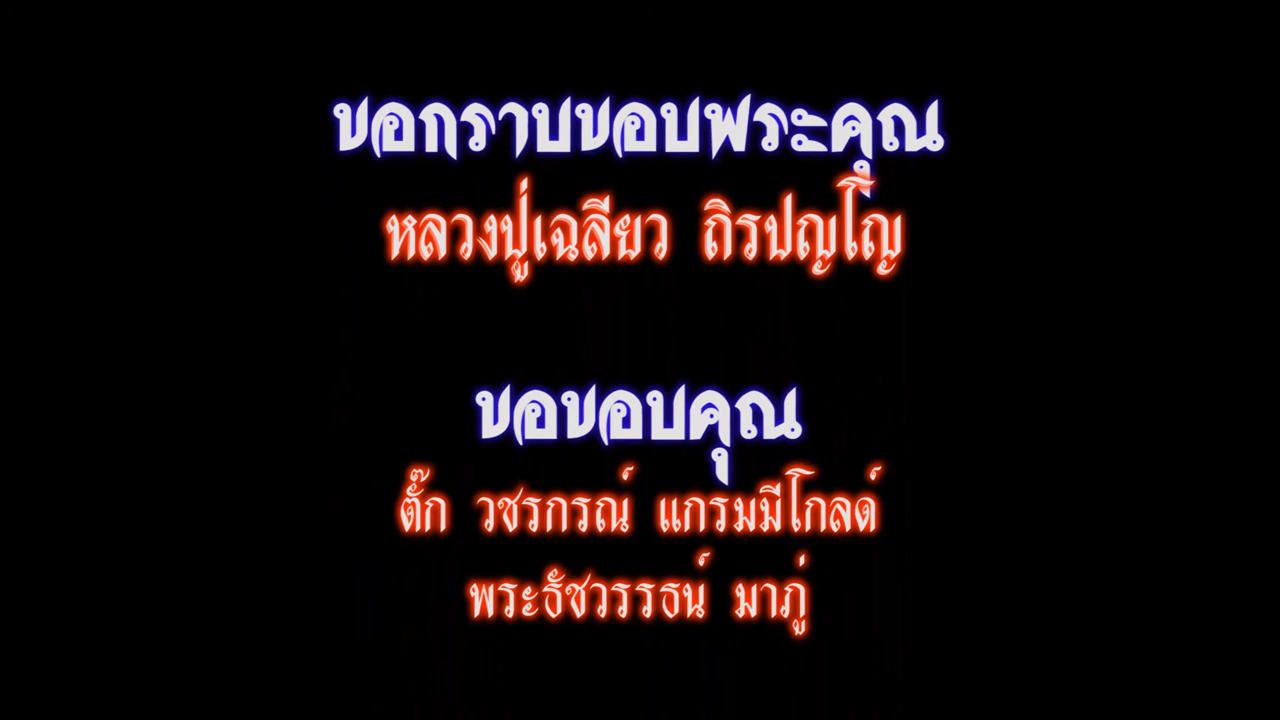 ขอกราบขอบพระคุณ
หลวงปู่เฉลียว ถิรปญฺโญ
ขอขอบคุณ
ตั๊ก วชรกรณ์ แกรมมี่โกลด์
พระธัชวรรธน์ มาภู่